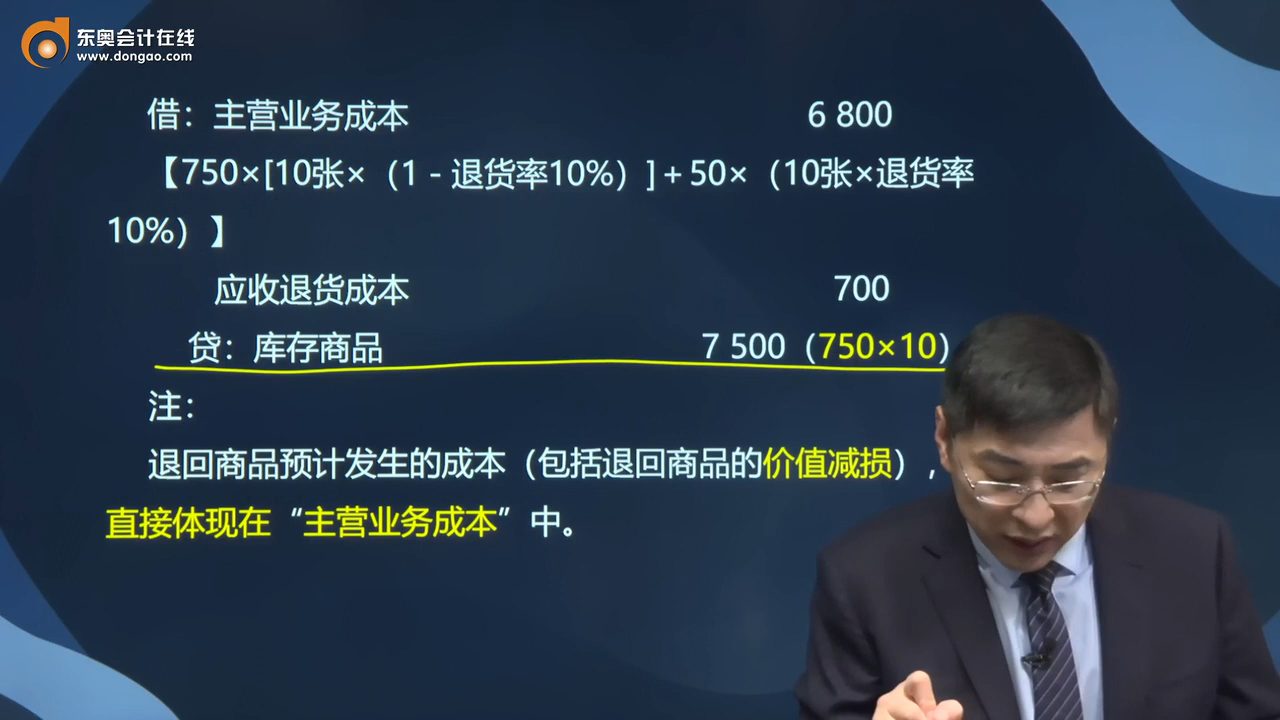 东奥会计在线
www.dongao.com
借：主营业务成本 6 800
【750×[10张×（1－退货率10%）]＋50×（10张×退货率
10%）】
应收退货成本 700
贷：库存商品 7 500（750×10）
注：
退回商品预计发生的成本（包括退回商品的价值减损），
直接体现在“主营业务成本”中。